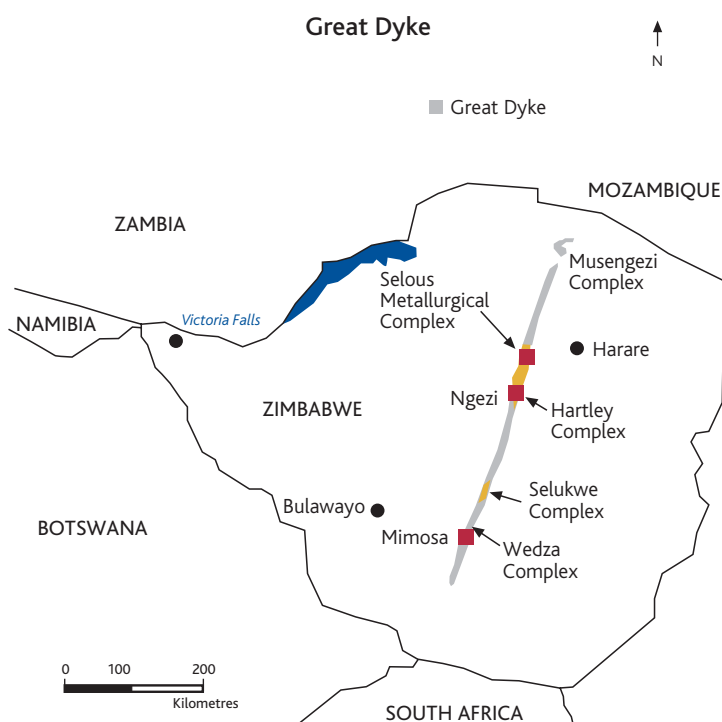 Great Dyke
N
Great Dyke
MOZAMBIQUE
ZAMBIA
Musengezi
Complex
Selous
Metallurgical
Complex
NAMIBIA
Victoria Falls
Harare
Ngezi
ZIMBABWE
Hartley
Complex
Selukwe
Complex
Bulawayo
BOTSWANA
Mimosa
Wedza
Complex
0 100 200
Kilometres
SOUTH AFRICA